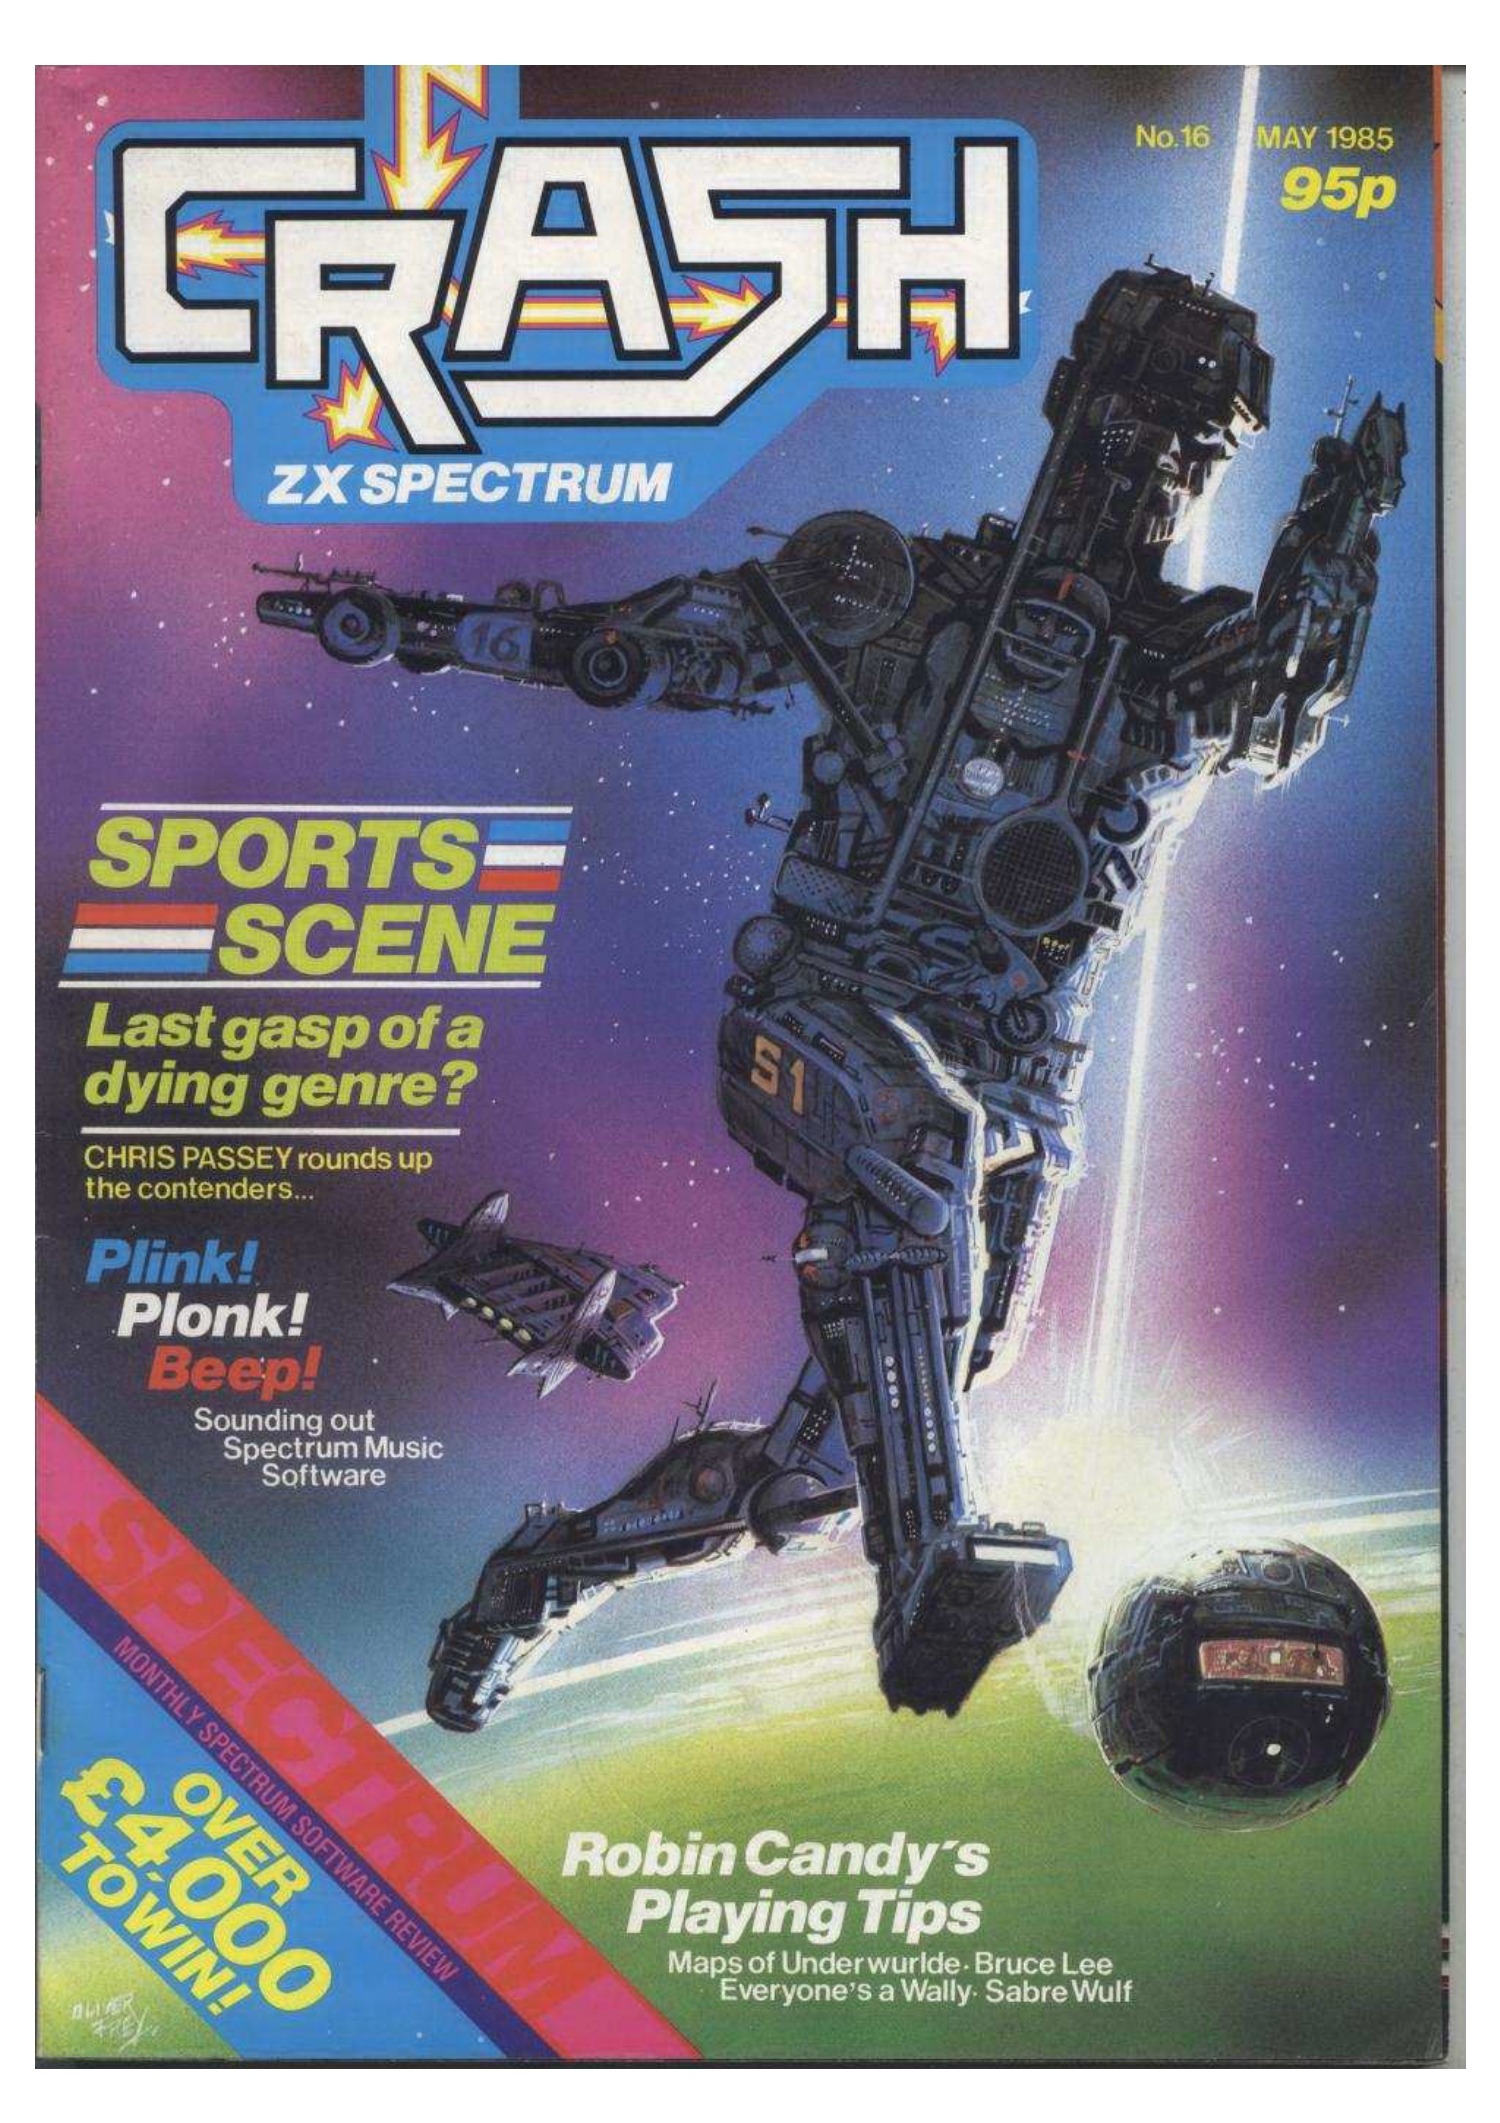 No.16 MAY 1985
95p
CRASH
ZX SPECTRUM
16
SPORTS
SCENE
Last gasp of a
dying genre?
CHRIS PASSEY rounds up
the contenders...
51
Plink!
Plonk!
Beep!
Sounding out
Spectrum Music
Software
SPECTRUM
MONTHLY SPECTRUM SOFTWARE REVIEW
OVER
£4,000
TO WIN!
Robin Candy's
Playing Tips
Maps of Underwurlde · Bruce Lee
Everyone's a Wally · Sabre Wulf
OLIVER
FREY